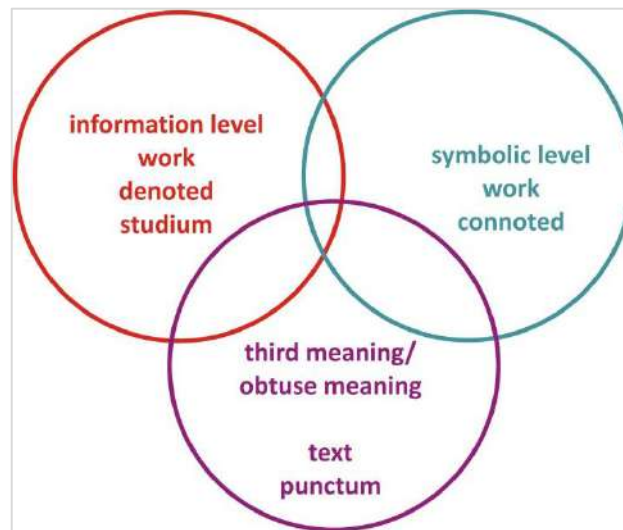 information level
work
denoted
studium
symbolic level
work
connoted
third meaning/
obtuse meaning
text
punctum